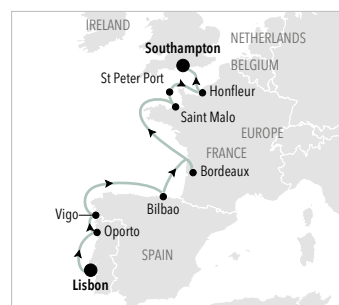 IRELAND
NETHERLANDS
Southampton
BELGIUM
St Peter Port
Honfleur
Saint Malo
EUROPE
FRANCE
Bordeaux
Bilbao
Vigo
Oporto
SPAIN
Lisbon